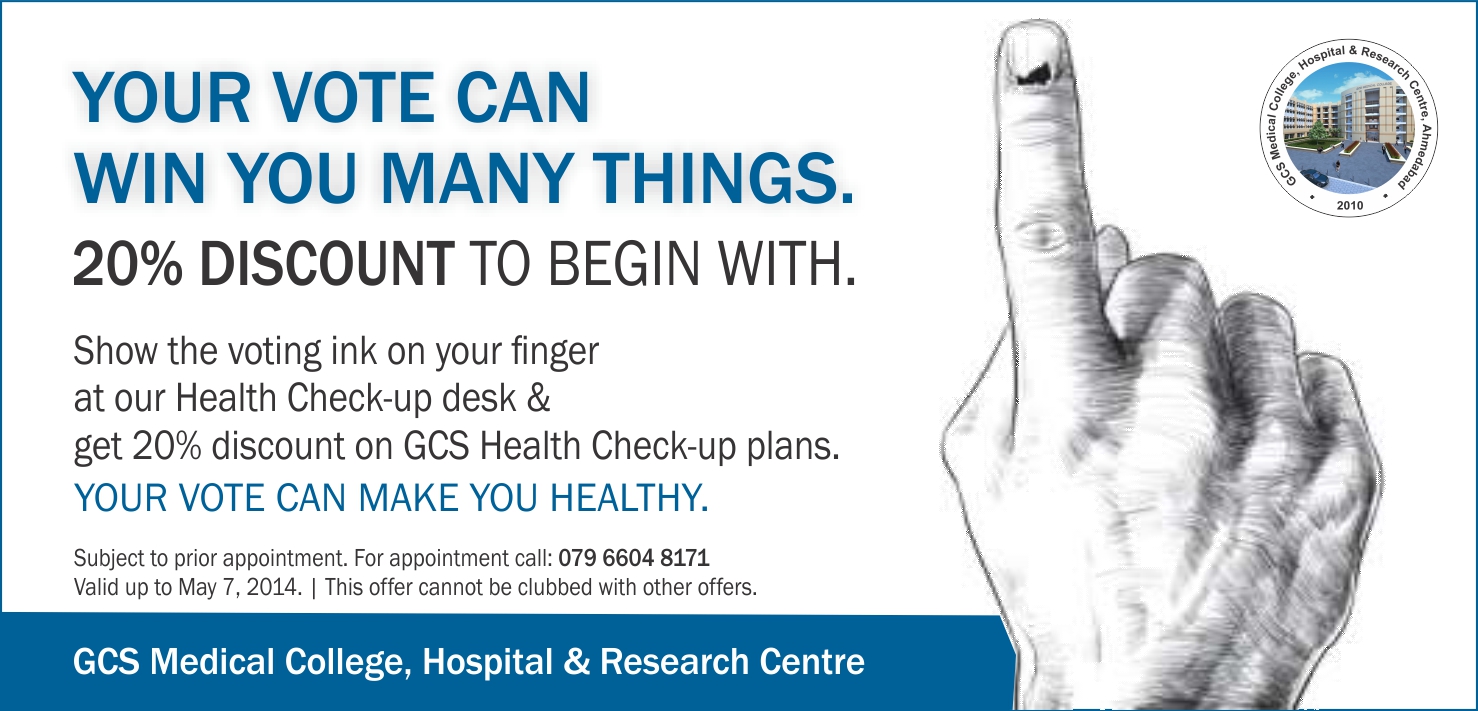 YOUR VOTE CAN
WIN YOU MANY THINGS.
20% DISCOUNT TO BEGIN WITH.
Show the voting ink on your finger
at our Health Check-up desk &
get 20% discount on GCS Health Check-up plans.
YOUR VOTE CAN MAKE YOU HEALTHY.
Subject to prior appointment. For appointment call: 079 6604 8171
Valid up to May 7, 2014. | This offer cannot be clubbed with other offers.
GCS Medical College, Hospital & Research Centre
GCS Medical College, Hospital & Research Centre, Ahmedabad
• 2010 •